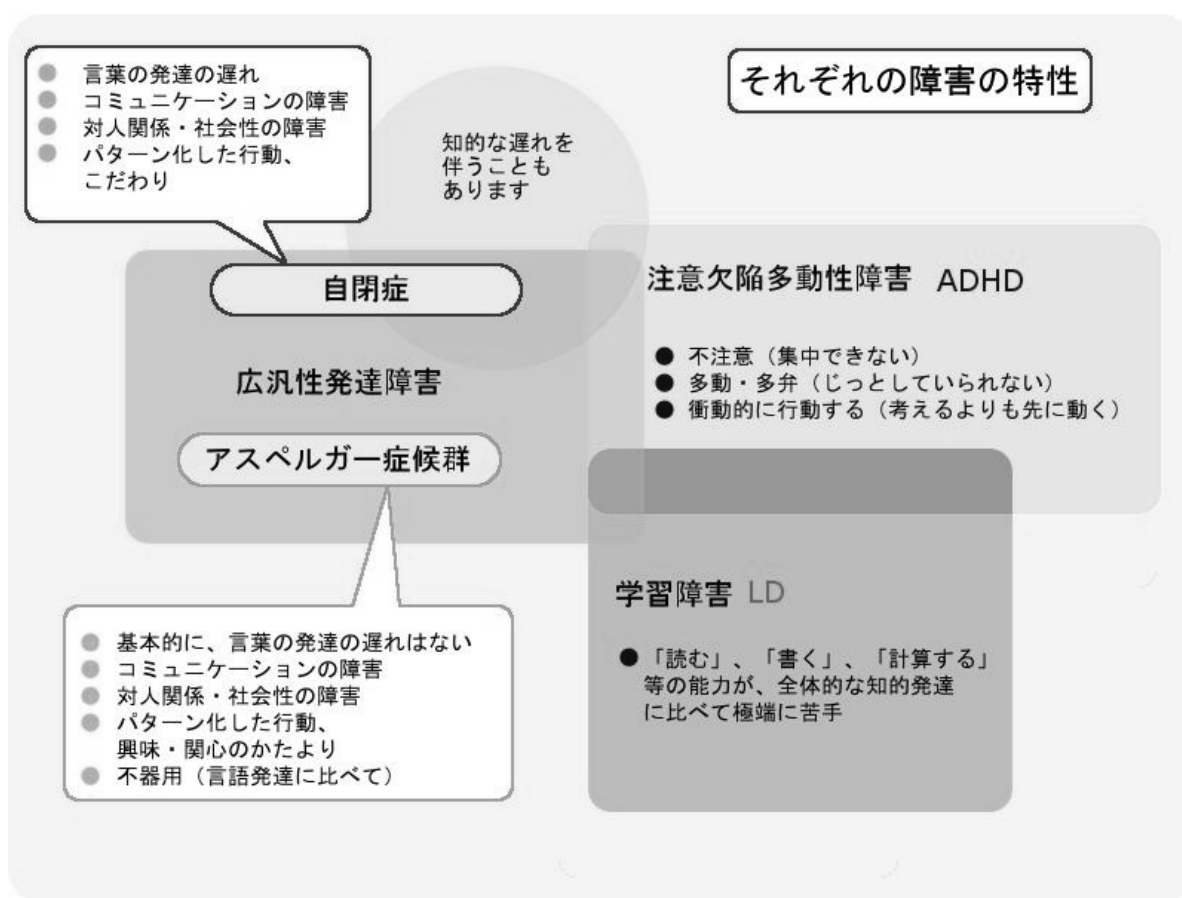 それぞれの障害の特性
● 言葉の発達の遅れ
● コミュニケーションの障害
● 対人関係・社会性の障害
● パターン化した行動、
こだわり
知的な遅れを
伴うことも
あります
自閉症
広汎性発達障害
アスペルガー症候群
注意欠陥多動性障害 ADHD
● 不注意（集中できない）
● 多動・多弁（じっとしていられない）
● 衝動的に行動する（考えるよりも先に動く）
● 基本的に、言葉の発達の遅れはない
● コミュニケーションの障害
● 対人関係・社会性の障害
● パターン化した行動、
興味・関心のかたより
● 不器用（言語発達に比べて）
学習障害 LD
● 「読む」、「書く」、「計算する」
等の能力が、全体的な知的発達
に比べて極端に苦手